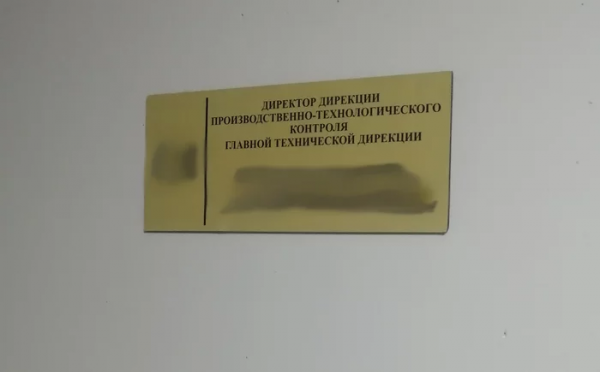 ДИРЕКТОР ДИРЕКЦИИ
ПРОИЗВОДСТВЕННО-ТЕХНОЛОГИЧЕСКОГО
КОНТРОЛЯ
ГЛАВНОЙ ТЕХНИЧЕСКОЙ ДИРЕКЦИИ